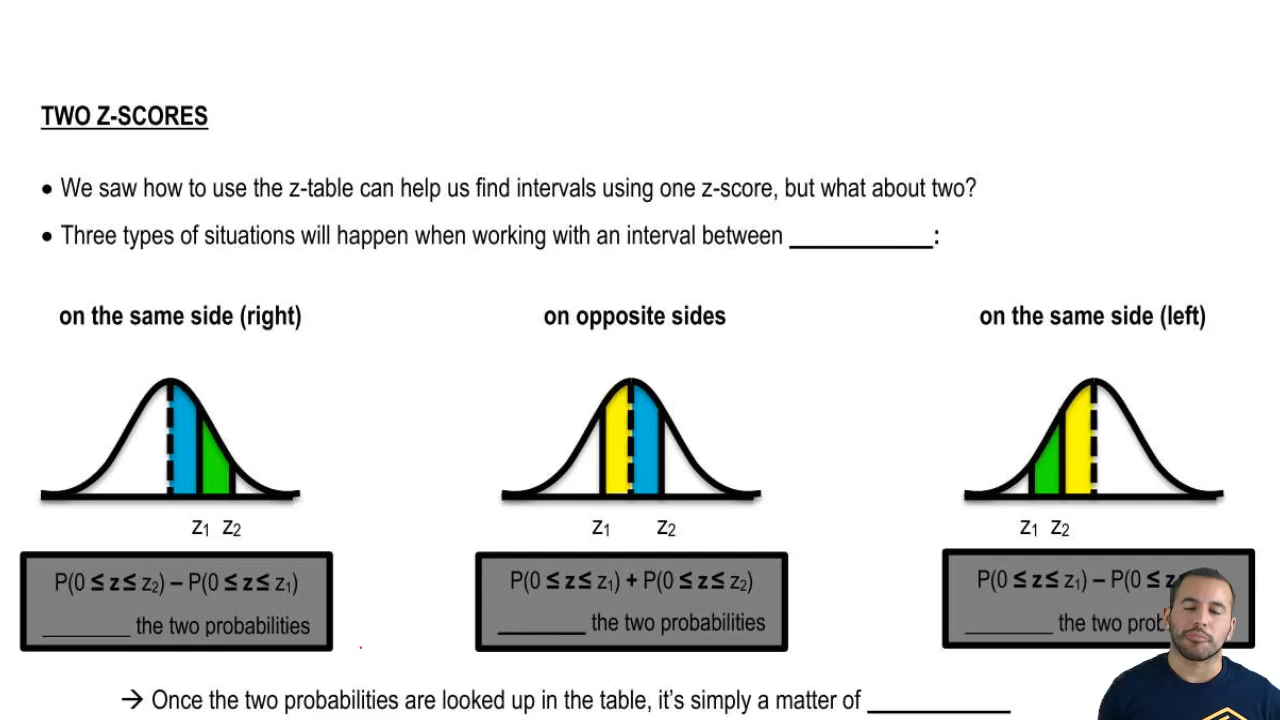 TWO Z-SCORES
• We saw how to use the z-table can help us find intervals using one z-score, but what about two?
• Three types of situations will happen when working with an interval between ___________:
on the same side (right)
on opposite sides
on the same side (left)
z₁ z₂
z₁ z₂
z₁ z₂
P(0 ≤ z ≤ z₂) – P(0 ≤ z ≤ z₁)
_______ the two probabilities
P(0 ≤ z ≤ z₁) + P(0 ≤ z ≤ z₂)
_______ the two probabilities
P(0 ≤ z ≤ z₁) – P(0 ≤ z
_______ the two
→ Once the two probabilities are looked up in the table, it's simply a matter of ___________